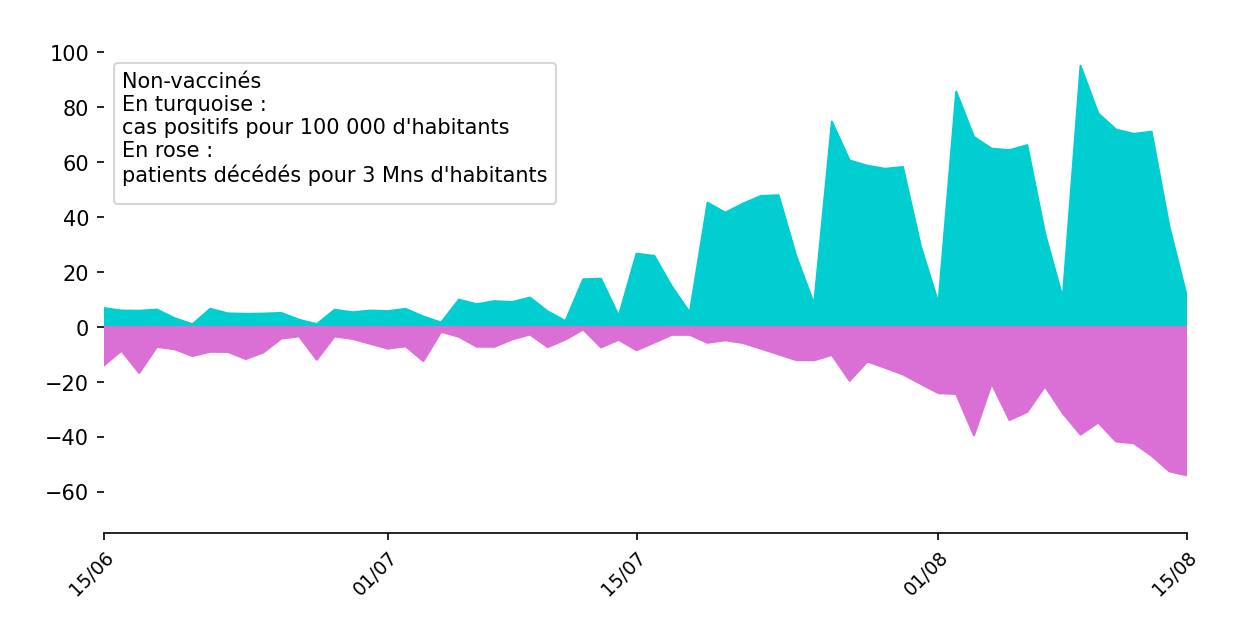 100
80
60
40
20
0
−20
−40
−60
Non-vaccinés
En turquoise :
cas positifs pour 100 000 d'habitants
En rose :
patients décédés pour 3 Mns d'habitants
15/06
01/07
15/07
01/08
15/08